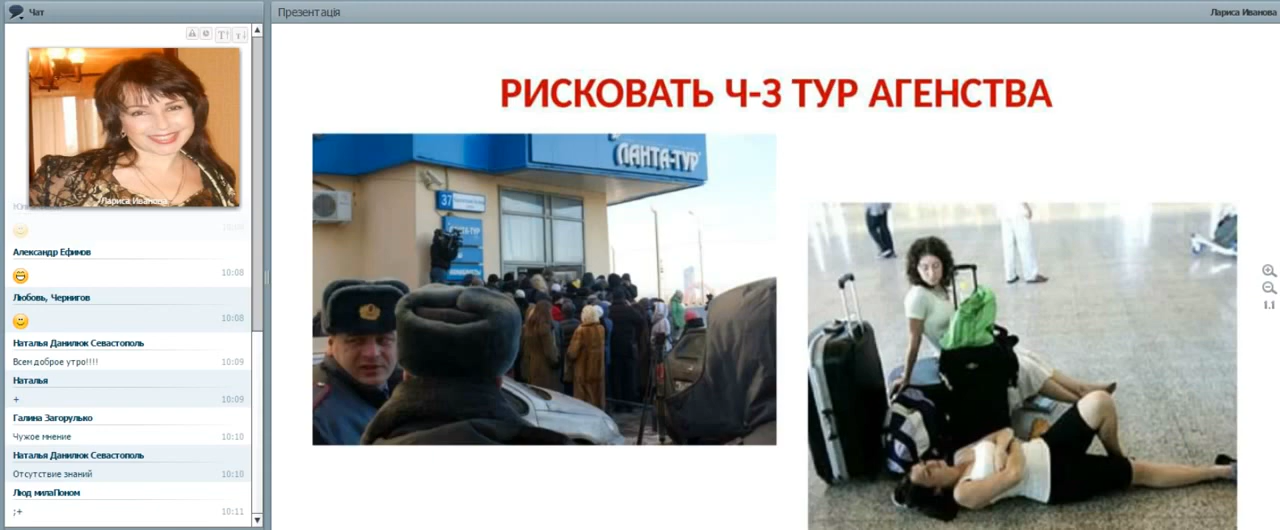 Чат
Презентація
Лариса Иванова
Лариса Иванова
Александр Ефимов
10:08
Любовь, Чернигов
10:08
Наталья Данилюк Севастополь
Всем доброе утро!!!!
10:09
Наталья
+
10:09
Галина Загорулько
Чужое мнение
10:10
Наталья Данилюк Севастополь
Отсутствие знаний
10:10
Люд милаПоном
;+
10:11
РИСКОВАТЬ Ч-З ТУР АГЕНСТВА
ЛАНТА-ТУР
37
ЛАНТА-ТУР
1:1